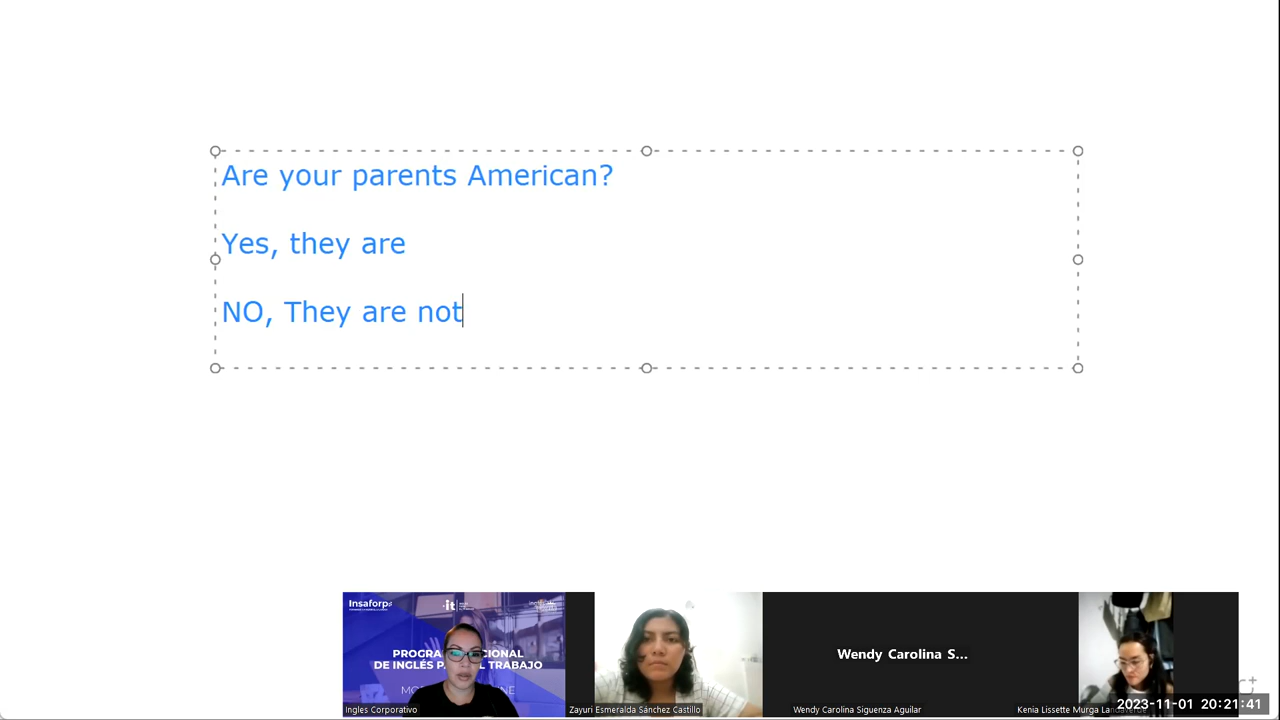 Are your parents American?
Yes, they are
NO, They are not
Insaforp
it
PROGRA CIONAL
DE INGLÉS P L TRABAJO
Wendy Carolina S...
Ingles Corporativo
Zayuri Esmeralda Sánchez Castillo
Wendy Carolina Siguenza Aguilar
Kenia Lissette Murga Landaverde
2023-11-01 20:21:41